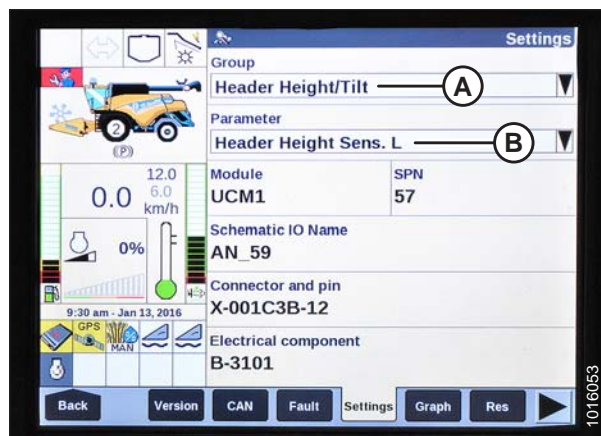 Settings
Group
Header Height/Tilt
A
Parameter
Header Height Sens. L
B
Module
UCM1
SPN
57
Schematic IO Name
AN_59
Connector and pin
X-001C3B-12
Electrical component
B-3101
2
(P)
12.0
0.0
6.0
km/h
0%
9:30 am - Jan 13, 2016
GPS
MAN
Back
Version
CAN
Fault
Settings
Graph
Res
1016053